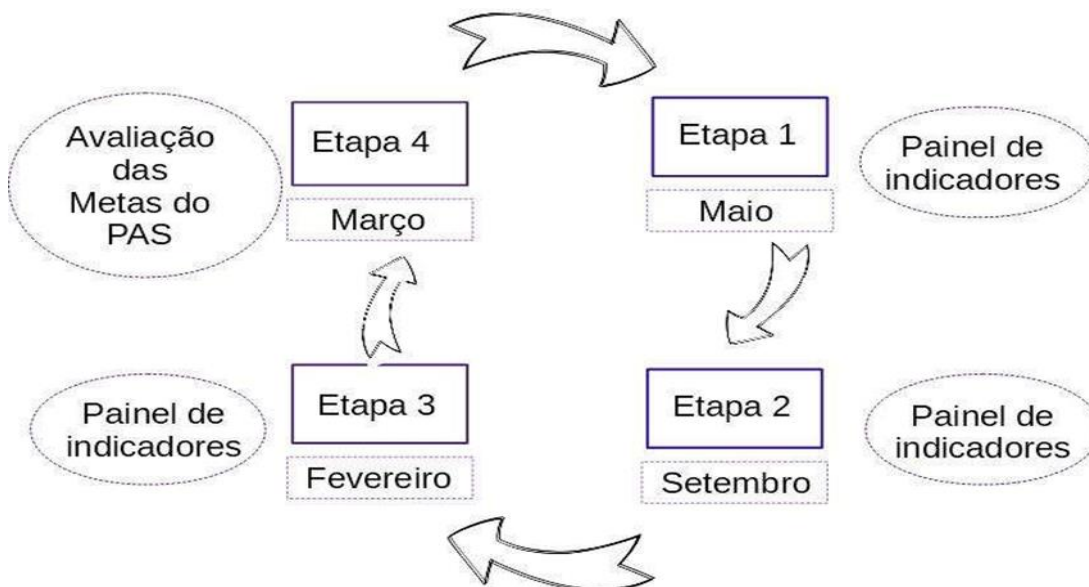 Avaliação
das
Metas do
PAS
Etapa 4
Março
Etapa 1
Maio
Painel de
indicadores
Painel de
indicadores
Etapa 3
Fevereiro
Etapa 2
Setembro
Painel de
indicadores